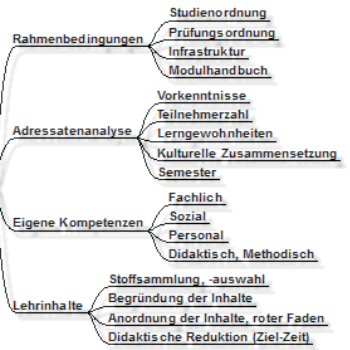 Rahmenbedingungen
Studienordnung
Prüfungsordnung
Infrastruktur
Modulhandbuch
Adressatenanalyse
Vorkenntnisse
Teilnehmerzahl
Lerngewohnheiten
Kulturelle Zusammensetzung
Semester
Eigene Kompetenzen
Fachlich
Sozial
Personal
Didaktisch, Methodisch
Lehrinhalte
Stoffsammlung, -auswahl
Begründung der Inhalte
Anordnung der Inhalte, roter Faden
Didaktische Reduktion (Ziel-Zeit)